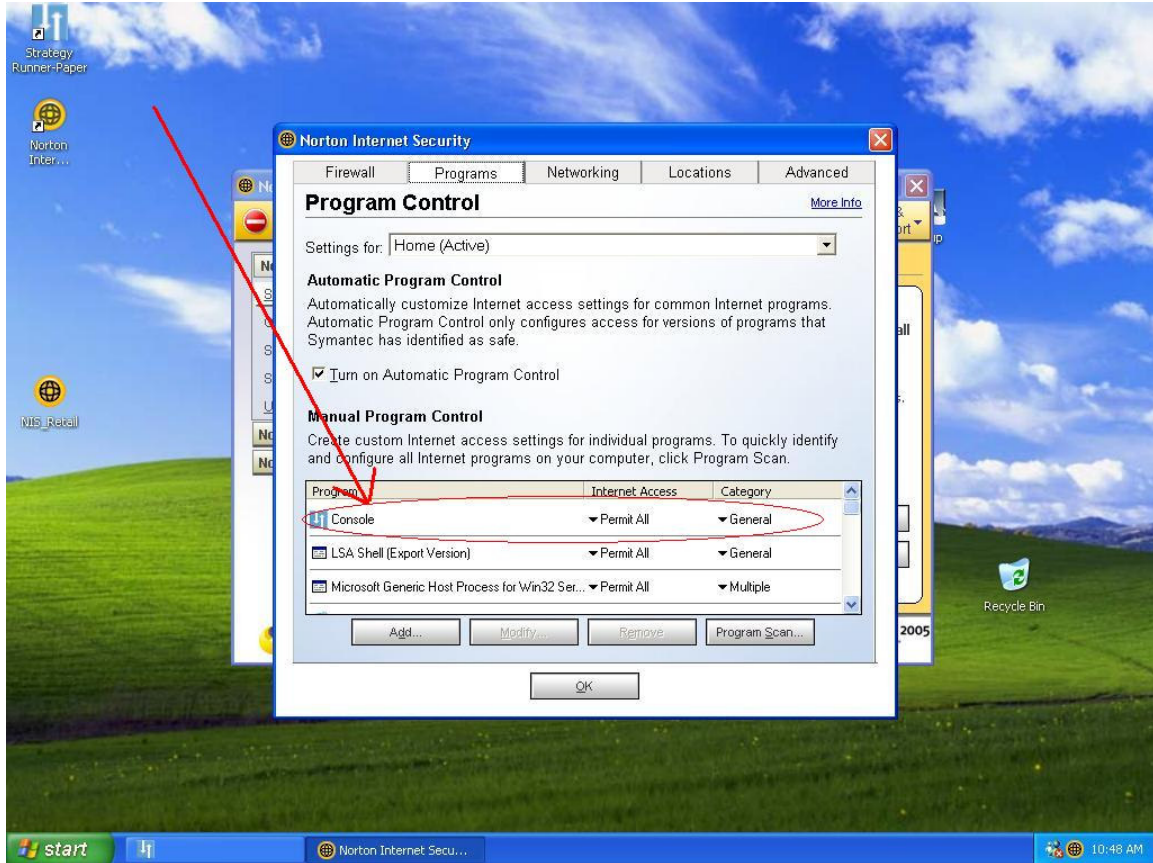 Strategy
Runner-Paper
Norton
Inter...
NIS_Retail
Norton Internet Security
Firewall Programs Networking Locations Advanced
Program Control More Info
Settings for: Home (Active)
Automatic Program Control
Automatically customize Internet access settings for common Internet programs.
Automatic Program Control only configures access for versions of programs that
Symantec has identified as safe.
Turn on Automatic Program Control
Manual Program Control
Create custom Internet access settings for individual programs. To quickly identify
and configure all Internet programs on your computer, click Program Scan.
Program Internet Access Category
Console Permit All General
LSA Shell (Export Version) Permit All General
Microsoft Generic Host Process for Win32 Ser... Permit All Multiple
Add... Modify... Remove Program Scan...
OK
2005
Recycle Bin
start Norton Internet Secu... 10:48 AM